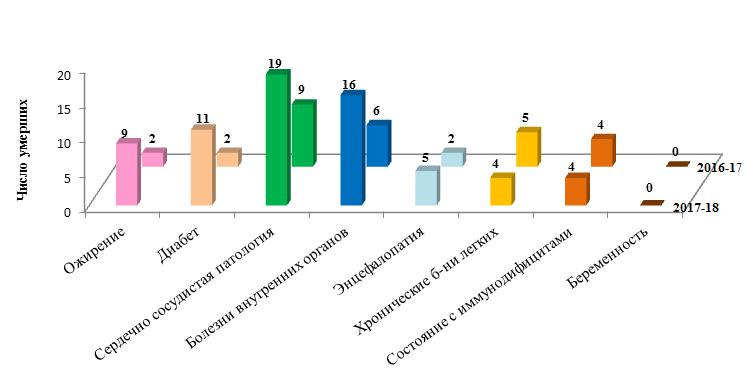 Число умерших
20
15
10
5
0
9
2
11
2
19
9
16
6
5
2
4
5
4
4
0
0
2016-17
2017-18
Ожирение
Диабет
Сердечно сосудистая патология
Болезни внутренних органов
Энцефалопатия
Хронические б-ни легких
Состояние с иммунодифицитами
Беременность